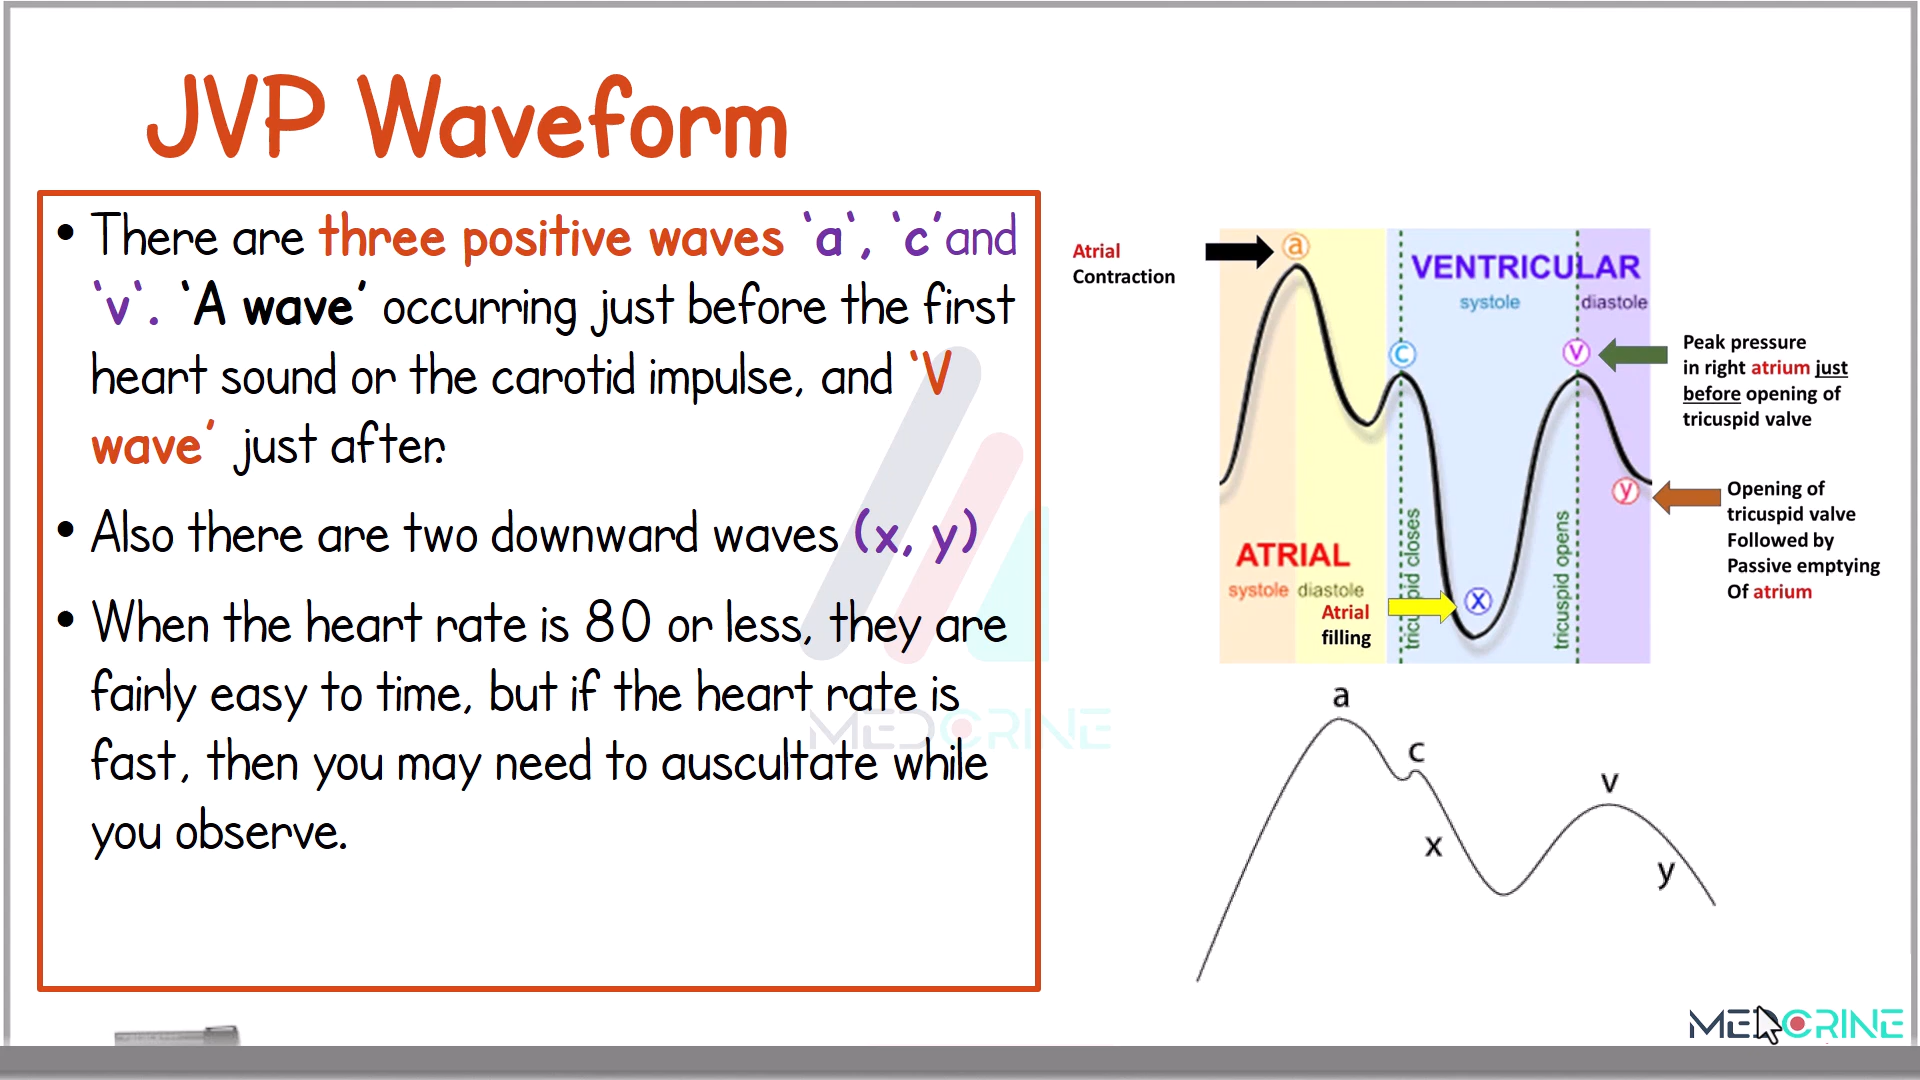 JVP Waveform
• There are three positive waves ‘a‘, ‘c’and
‘v‘. ‘A wave’ occurring just before the first
heart sound or the carotid impulse, and ‘V
wave’ just after.
• Also there are two downward waves (x, y)
• When the heart rate is 80 or less, they are
fairly easy to time, but if the heart rate is
fast, then you may need to auscultate while
you observe.
MEDCRINE
Atrial
Contraction
a
VENTRICULAR
systole
diastole
c
v
Peak pressure
in right atrium just
before opening of
tricuspid valve
y
Opening of
tricuspid valve
Followed by
Passive emptying
Of atrium
ATRIAL
systole
diastole
Atrial
filling
x
tricuspid closes
tricuspid opens
a
c
v
x
y
MEDCRINE